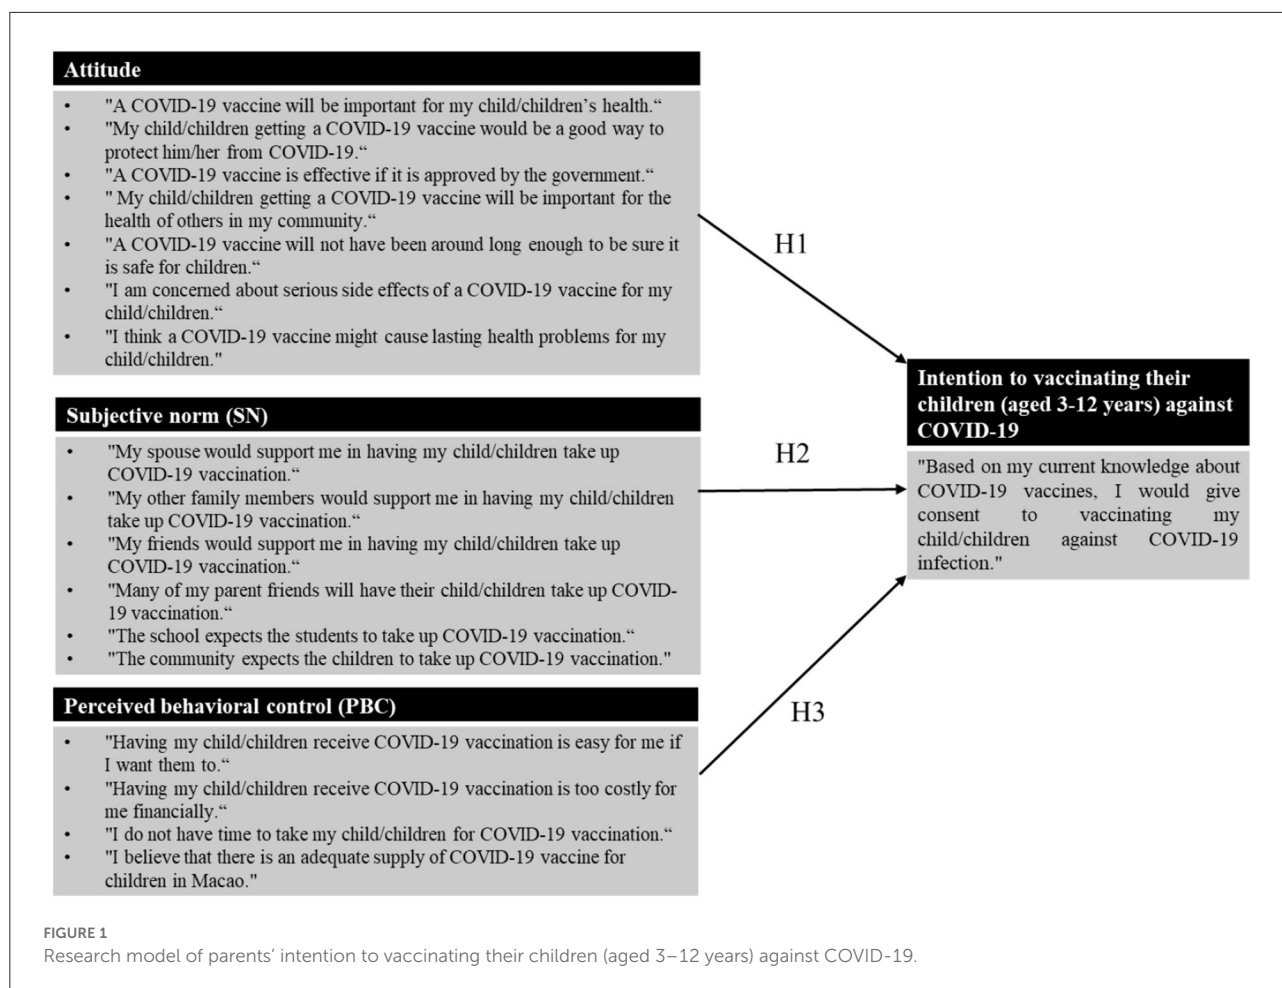 Attitude
• "A COVID-19 vaccine will be important for my child/children’s health.“
• "My child/children getting a COVID-19 vaccine would be a good way to
protect him/her from COVID-19.“
• "A COVID-19 vaccine is effective if it is approved by the government.“
• " My child/children getting a COVID-19 vaccine will be important for the
health of others in my community.“
• "A COVID-19 vaccine will not have been around long enough to be sure it
is safe for children.“
• "I am concerned about serious side effects of a COVID-19 vaccine for my
child/children.“
• "I think a COVID-19 vaccine might cause lasting health problems for my
child/children."
Subjective norm (SN)
• "My spouse would support me in having my child/children take up
COVID-19 vaccination.“
• "My other family members would support me in having my child/children
take up COVID-19 vaccination.“
• "My friends would support me in having my child/children take up
COVID-19 vaccination.“
• "Many of my parent friends will have their child/children take up COVID-
19 vaccination.“
• "The school expects the students to take up COVID-19 vaccination.“
• "The community expects the children to take up COVID-19 vaccination."
Perceived behavioral control (PBC)
• "Having my child/children receive COVID-19 vaccination is easy for me if
I want them to.“
• "Having my child/children receive COVID-19 vaccination is too costly for
me financially.“
• "I do not have time to take my child/children for COVID-19 vaccination.“
• "I believe that there is an adequate supply of COVID-19 vaccine for
children in Macao."
H1
H2
H3
Intention to vaccinating their
children (aged 3-12 years) against
COVID-19
"Based on my current knowledge about
COVID-19 vaccines, I would give
consent to vaccinating my
child/children against COVID-19
infection."
FIGURE 1
Research model of parents’ intention to vaccinating their children (aged 3–12 years) against COVID-19.